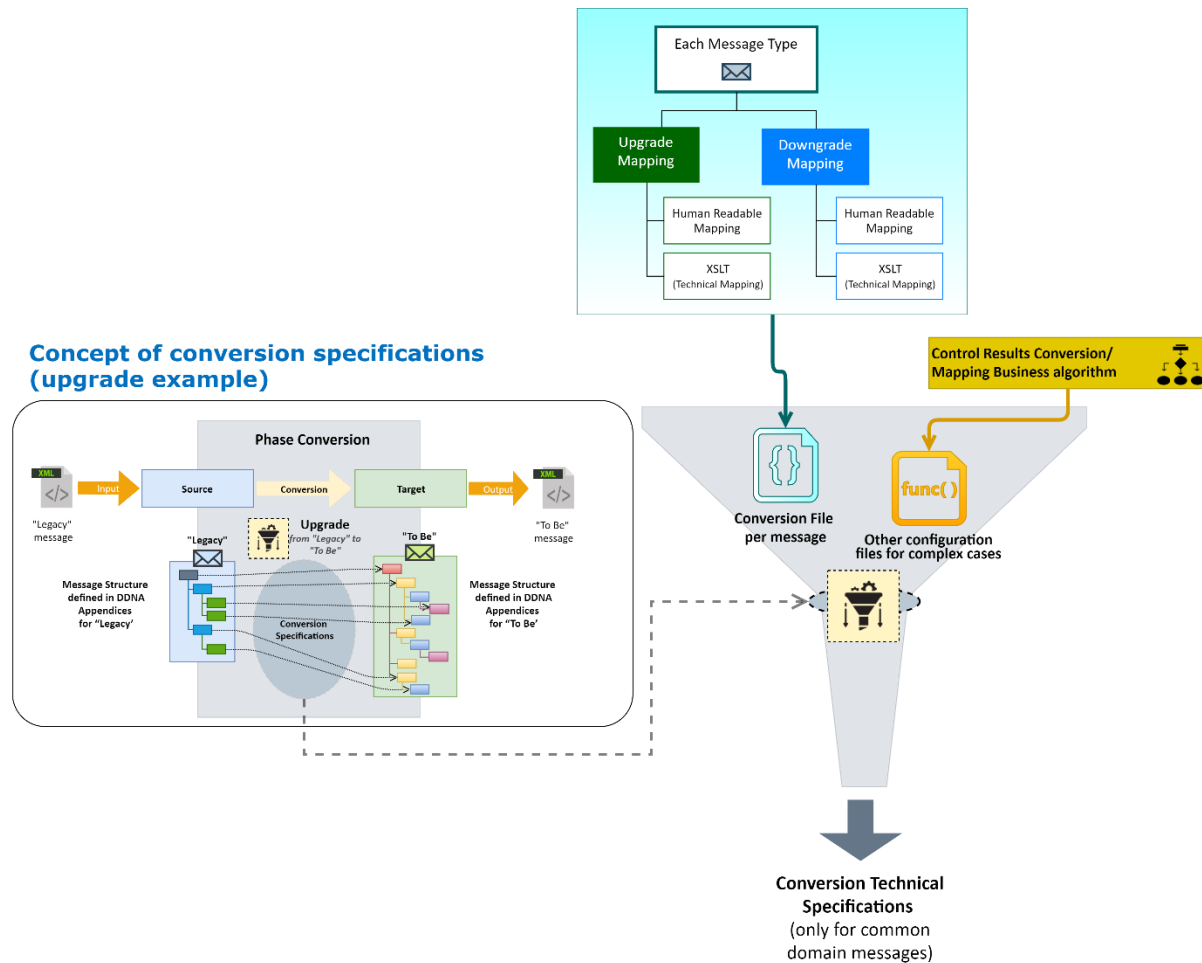 Each Message Type
Upgrade
Mapping
Downgrade
Mapping
Human Readable
Mapping
Human Readable
Mapping
XSLT
(Technical Mapping)
XSLT
(Technical Mapping)
Concept of conversion specifications
(upgrade example)
Control Results Conversion/
Mapping Business algorithm
Phase Conversion
XML
</>
Input
Source
Conversion
Target
Output
XML
</>
"Legacy"
message
"To Be"
message
Upgrade
from "Legacy" to
"To Be"
"Legacy"
"To Be"
Message Structure
defined in DDNA
Appendices
for “Legacy’
Conversion
Specifications
Message Structure
defined in DDNA
Appendices
for “To Be’
{ }
func()
Conversion File
per message
Other configuration
files for complex cases
Conversion Technical
Specifications
(only for common
domain messages)